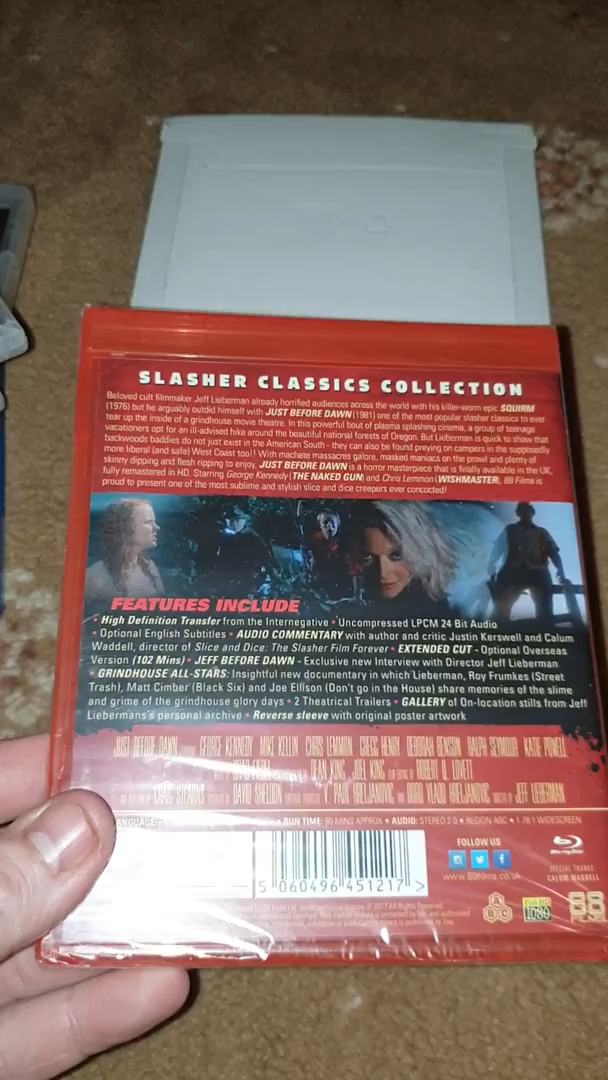 SLASHER CLASSICS COLLECTION
Beloved cult filmmaker Jeff Lieberman already horrified audiences across the world with his killer-worm epic SQUIRM
(1976) but he arguably outdid himself with JUST BEFORE DAWN (1981) one of the most popular slasher classics to ever
tear up the inside of a grindhouse movie theatre. In this powerful bout of plasma splashing cinema, a group of teenage
vacationers opt for an ill-advised hike around the beautiful national forests of Oregon. But Lieberman is quick to show that
backwoods baddies do not just exist in the American South - they can also be found preying on campers in the supposedly
more liberal (and safe) West Coast too!! With machete massacres galore, masked maniacs on the prowl and plenty of
skinny dipping and flesh ripping to enjoy, JUST BEFORE DAWN is a horror masterpiece that is finally available in the UK,
fully remastered in HD. Starring George Kennedy (THE NAKED GUN) and Chris Lemmon (WISHMASTER), 88 Films is
proud to present one of the most sublime and stylish slice and dice creepers ever concocted!
FEATURES INCLUDE
• High Definition Transfer from the Internegative • Uncompressed LPCM 24 Bit Audio
• Optional English Subtitles • AUDIO COMMENTARY with author and critic Justin Kerswell and Calum
Waddell, director of Slice and Dice: The Slasher Film Forever • EXTENDED CUT - Optional Overseas
Version (102 Mins) • JEFF BEFORE DAWN - Exclusive new Interview with Director Jeff Lieberman
• GRINDHOUSE ALL-STARS: Insightful new documentary in which Lieberman, Roy Frumkes (Street
Trash), Matt Cimber (Black Six) and Joe Ellison (Don't go in the House) share memories of the slime
and grime of the grindhouse glory days • 2 Theatrical Trailers • GALLERY of On-location stills from Jeff
Liebermans's personal archive • Reverse sleeve with original poster artwork
JUST BEFORE DAWN GEORGE KENNEDY MIKE KELLIN CHRIS LEMMON GREGG HENRY DEBORAH BENSON RALPH SEYMOUR KATIE POWELL
DEAN KING JOEL KING ROBERT Q. LOVETT
CRAIG STEARNS DAVID SHELDON V. PAUL HRELJANOVIC DORO VLADO HRELJANOVIC JEFF LIEBERMAN
LANGUAGE • RUN TIME: 90 MINS APPROX • AUDIO: STEREO 2.0 • REGION ABC • 1.78:1 WIDESCREEN
5 060496 451217 >
FOLLOW US
www.88films.co.uk
SPECIAL THANKS
CALUM WADDELL
A B C
FULL HD
1080
88